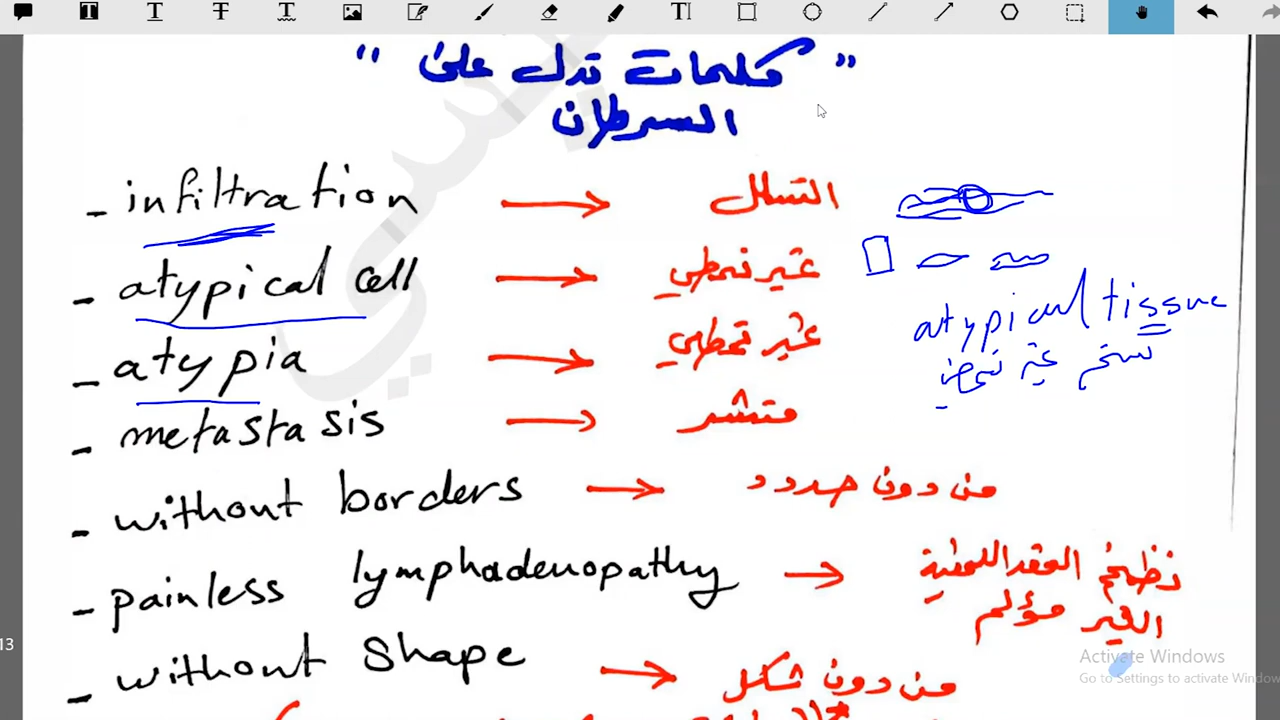 " كلمات تدل على "
السرطان
- infiltration → التسلل
- atypical cell → غير نمطي
- atypia → غير نمطي
atypical tissue
نسيج غير نمطي
- metastasis → منتشر
- without borders → من دون حدود
- painless lymphadenopathy → تضخم العقد اللمفية
الغير مؤلم
- without shape → من دون شكل
13
Activate Windows
Go to Settings to activate Windows